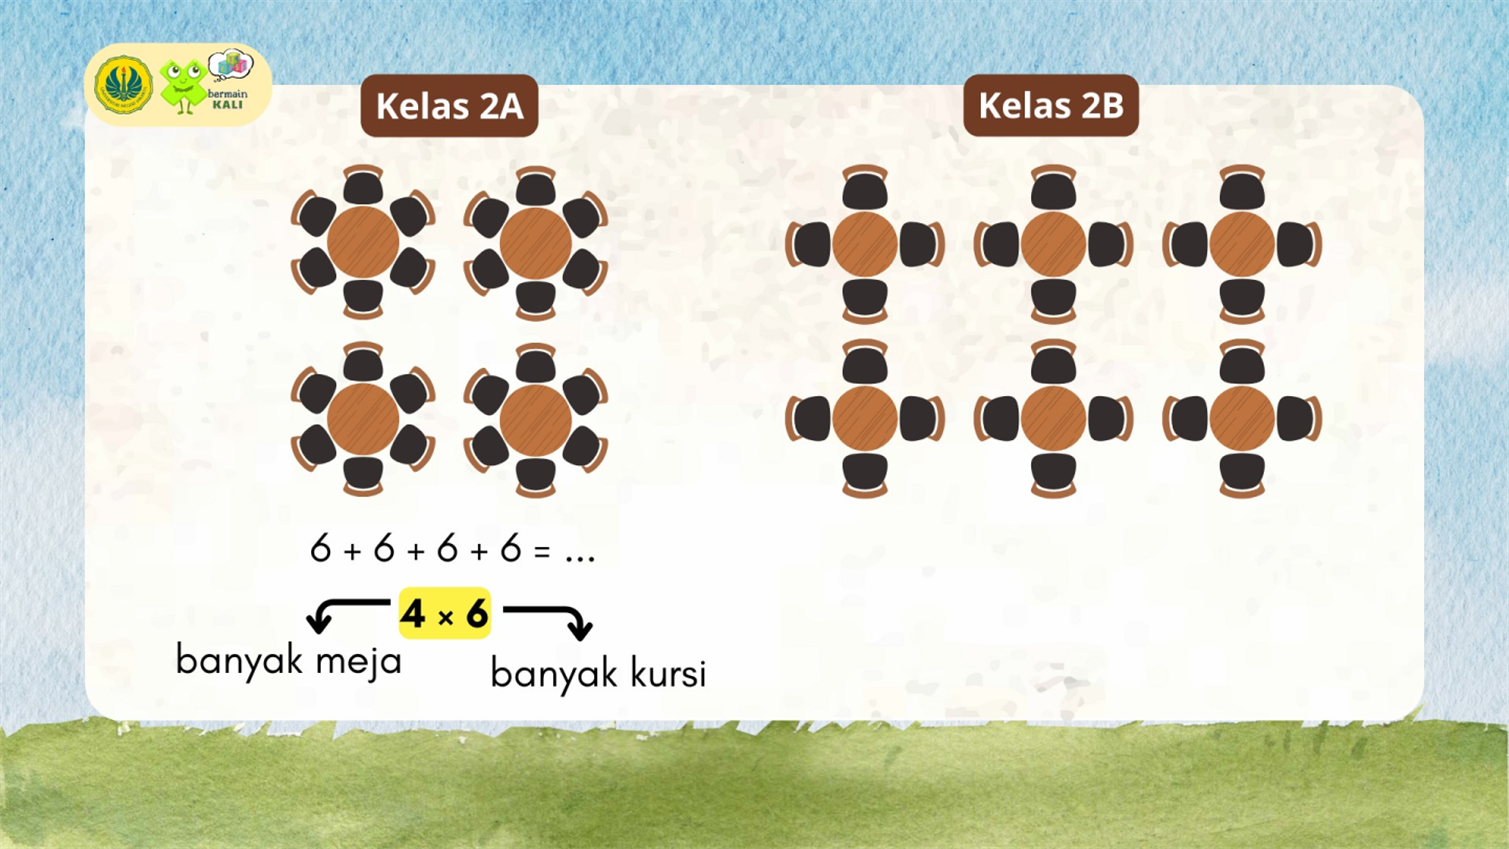 bermain
KALI
Kelas 2A
Kelas 2B
6 + 6 + 6 + 6 = ...
4 × 6
banyak meja
banyak kursi